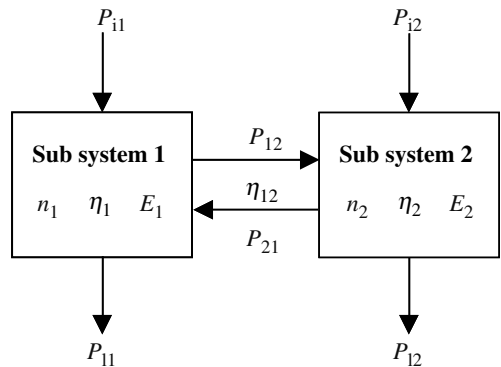 P_i1 P_i2
Sub system 1 P_12 Sub system 2
n_1 η_1 E_1 η_12 n_2 η_2 E_2
P_21
P_l1 P_l2